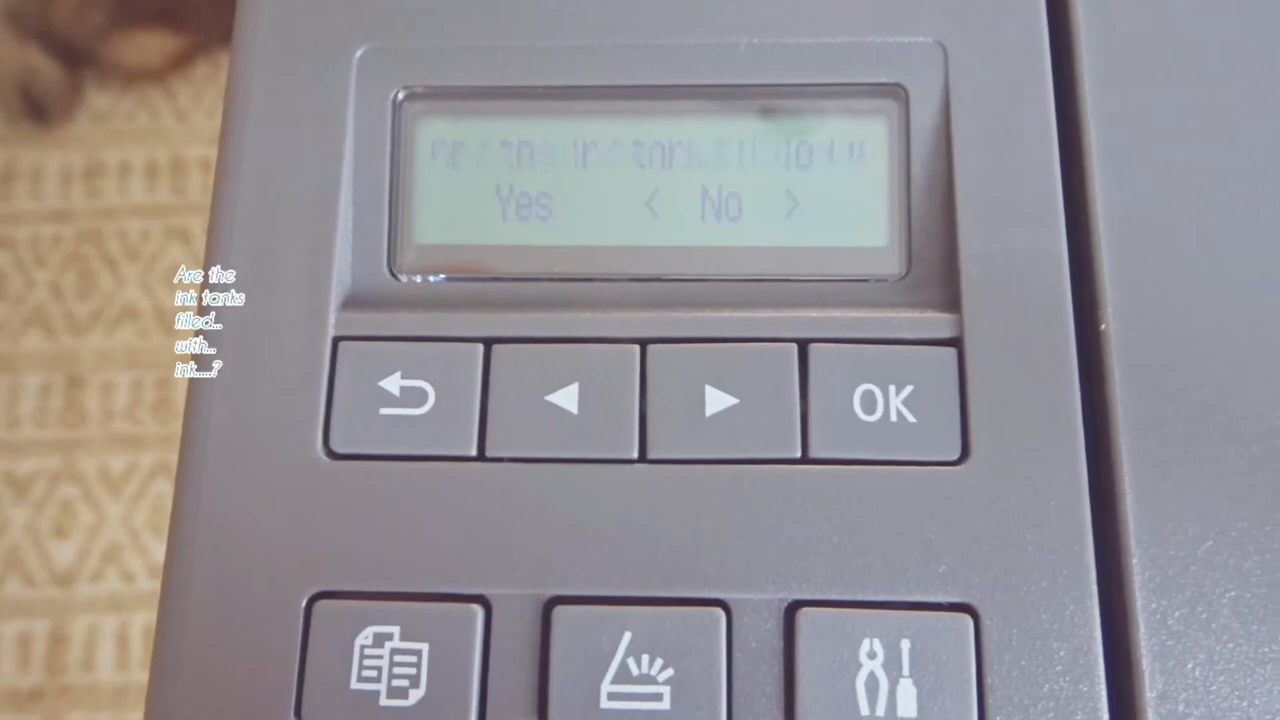 Yes < No >
Are the
ink tanks
filled...
with...
ink.....?
OK